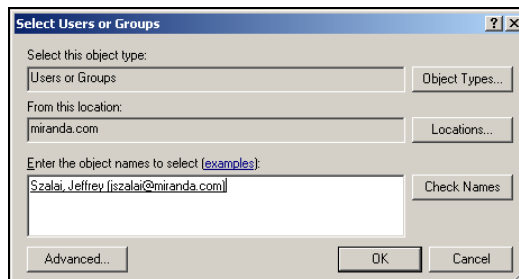 Select Users or Groups
Select this object type:
Users or Groups
Object Types...
From this location:
miranda.com
Locations...
Enter the object names to select (examples):
Szalai, Jeffrey (jszalai@miranda.com)
Check Names
Advanced...
OK
Cancel